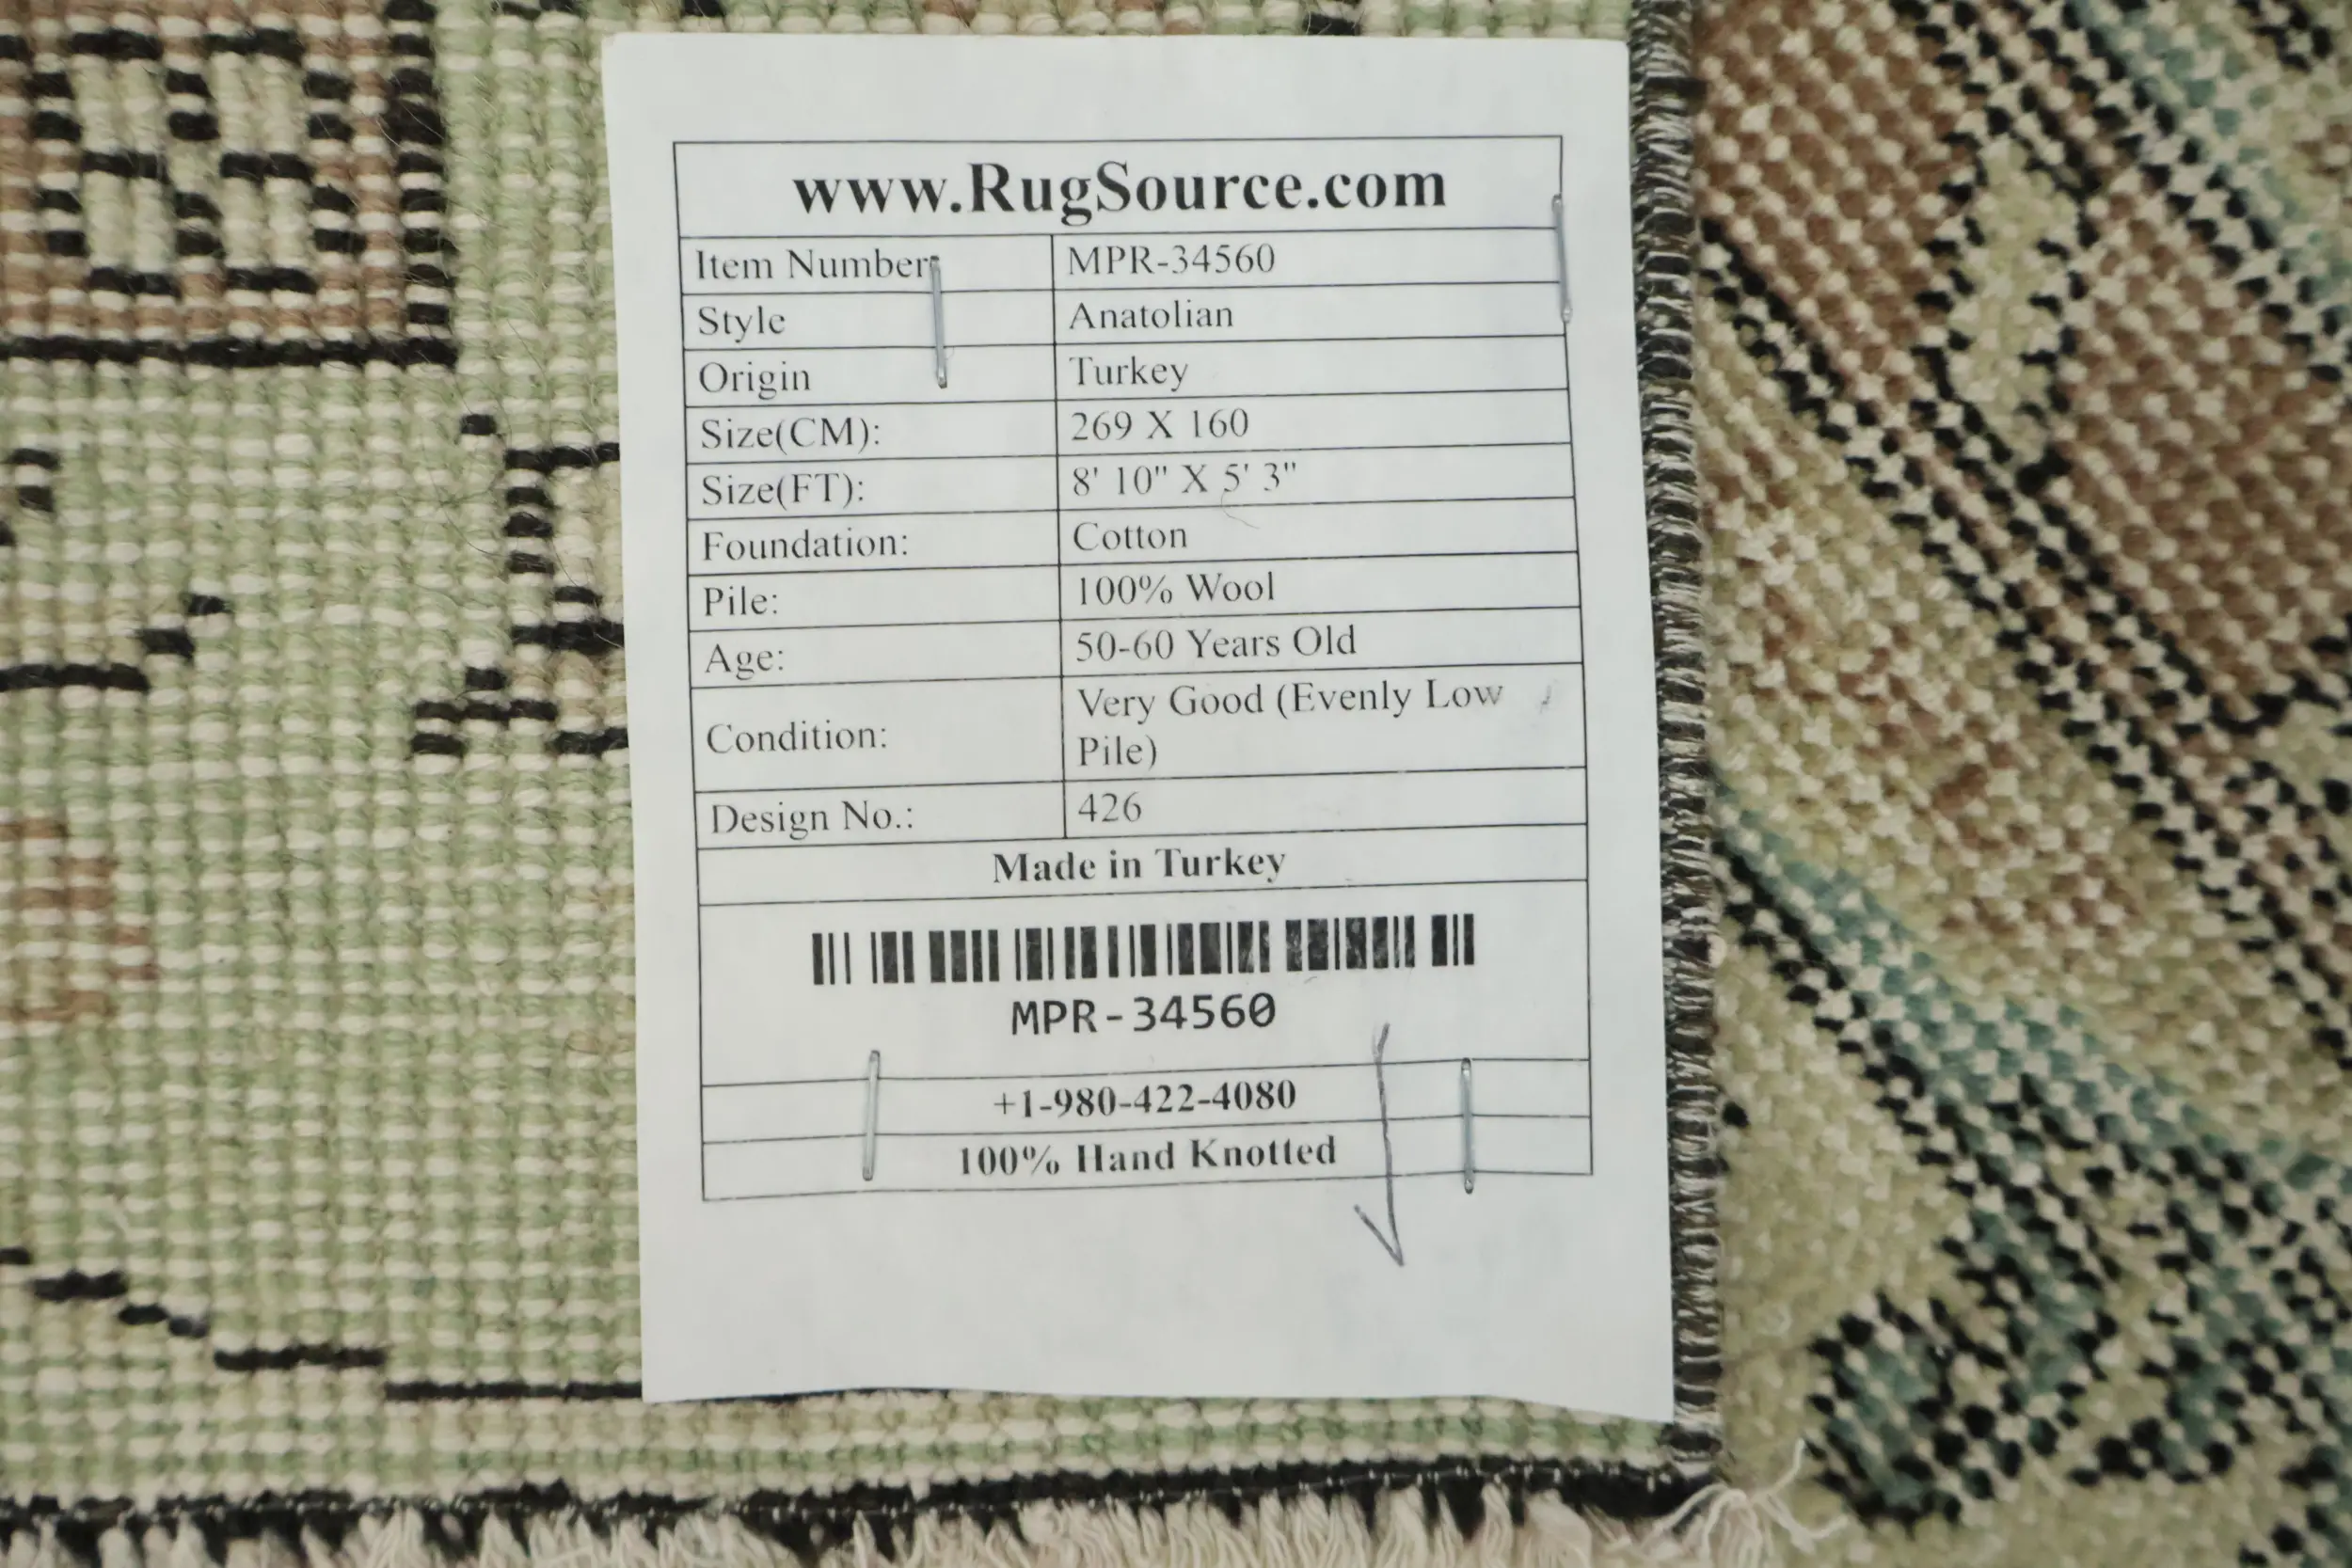 www.RugSource.com
Item Number: MPR-34560
Style Anatolian
Origin Turkey
Size(CM): 269 X 160
Size(FT): 8' 10" X 5' 3"
Foundation: Cotton
Pile: 100% Wool
Age: 50-60 Years Old
Condition: Very Good (Evenly Low
Pile)
Design No.: 426
Made in Turkey
MPR-34560
+1-980-422-4080
100% Hand Knotted